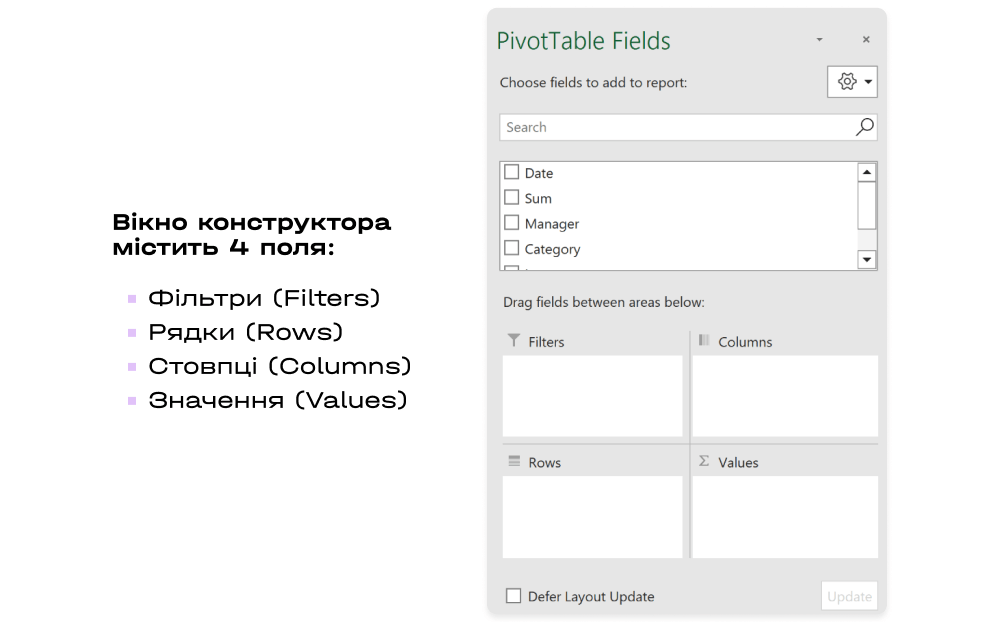 Вікно конструктора
містить 4 поля:
Фільтри (Filters)
Рядки (Rows)
Стовпці (Columns)
Значення (Values)
PivotTable Fields
Choose fields to add to report:
Search
Date
Sum
Manager
Category
Drag fields between areas below:
Filters
Columns
Rows
Values
Defer Layout Update
Update